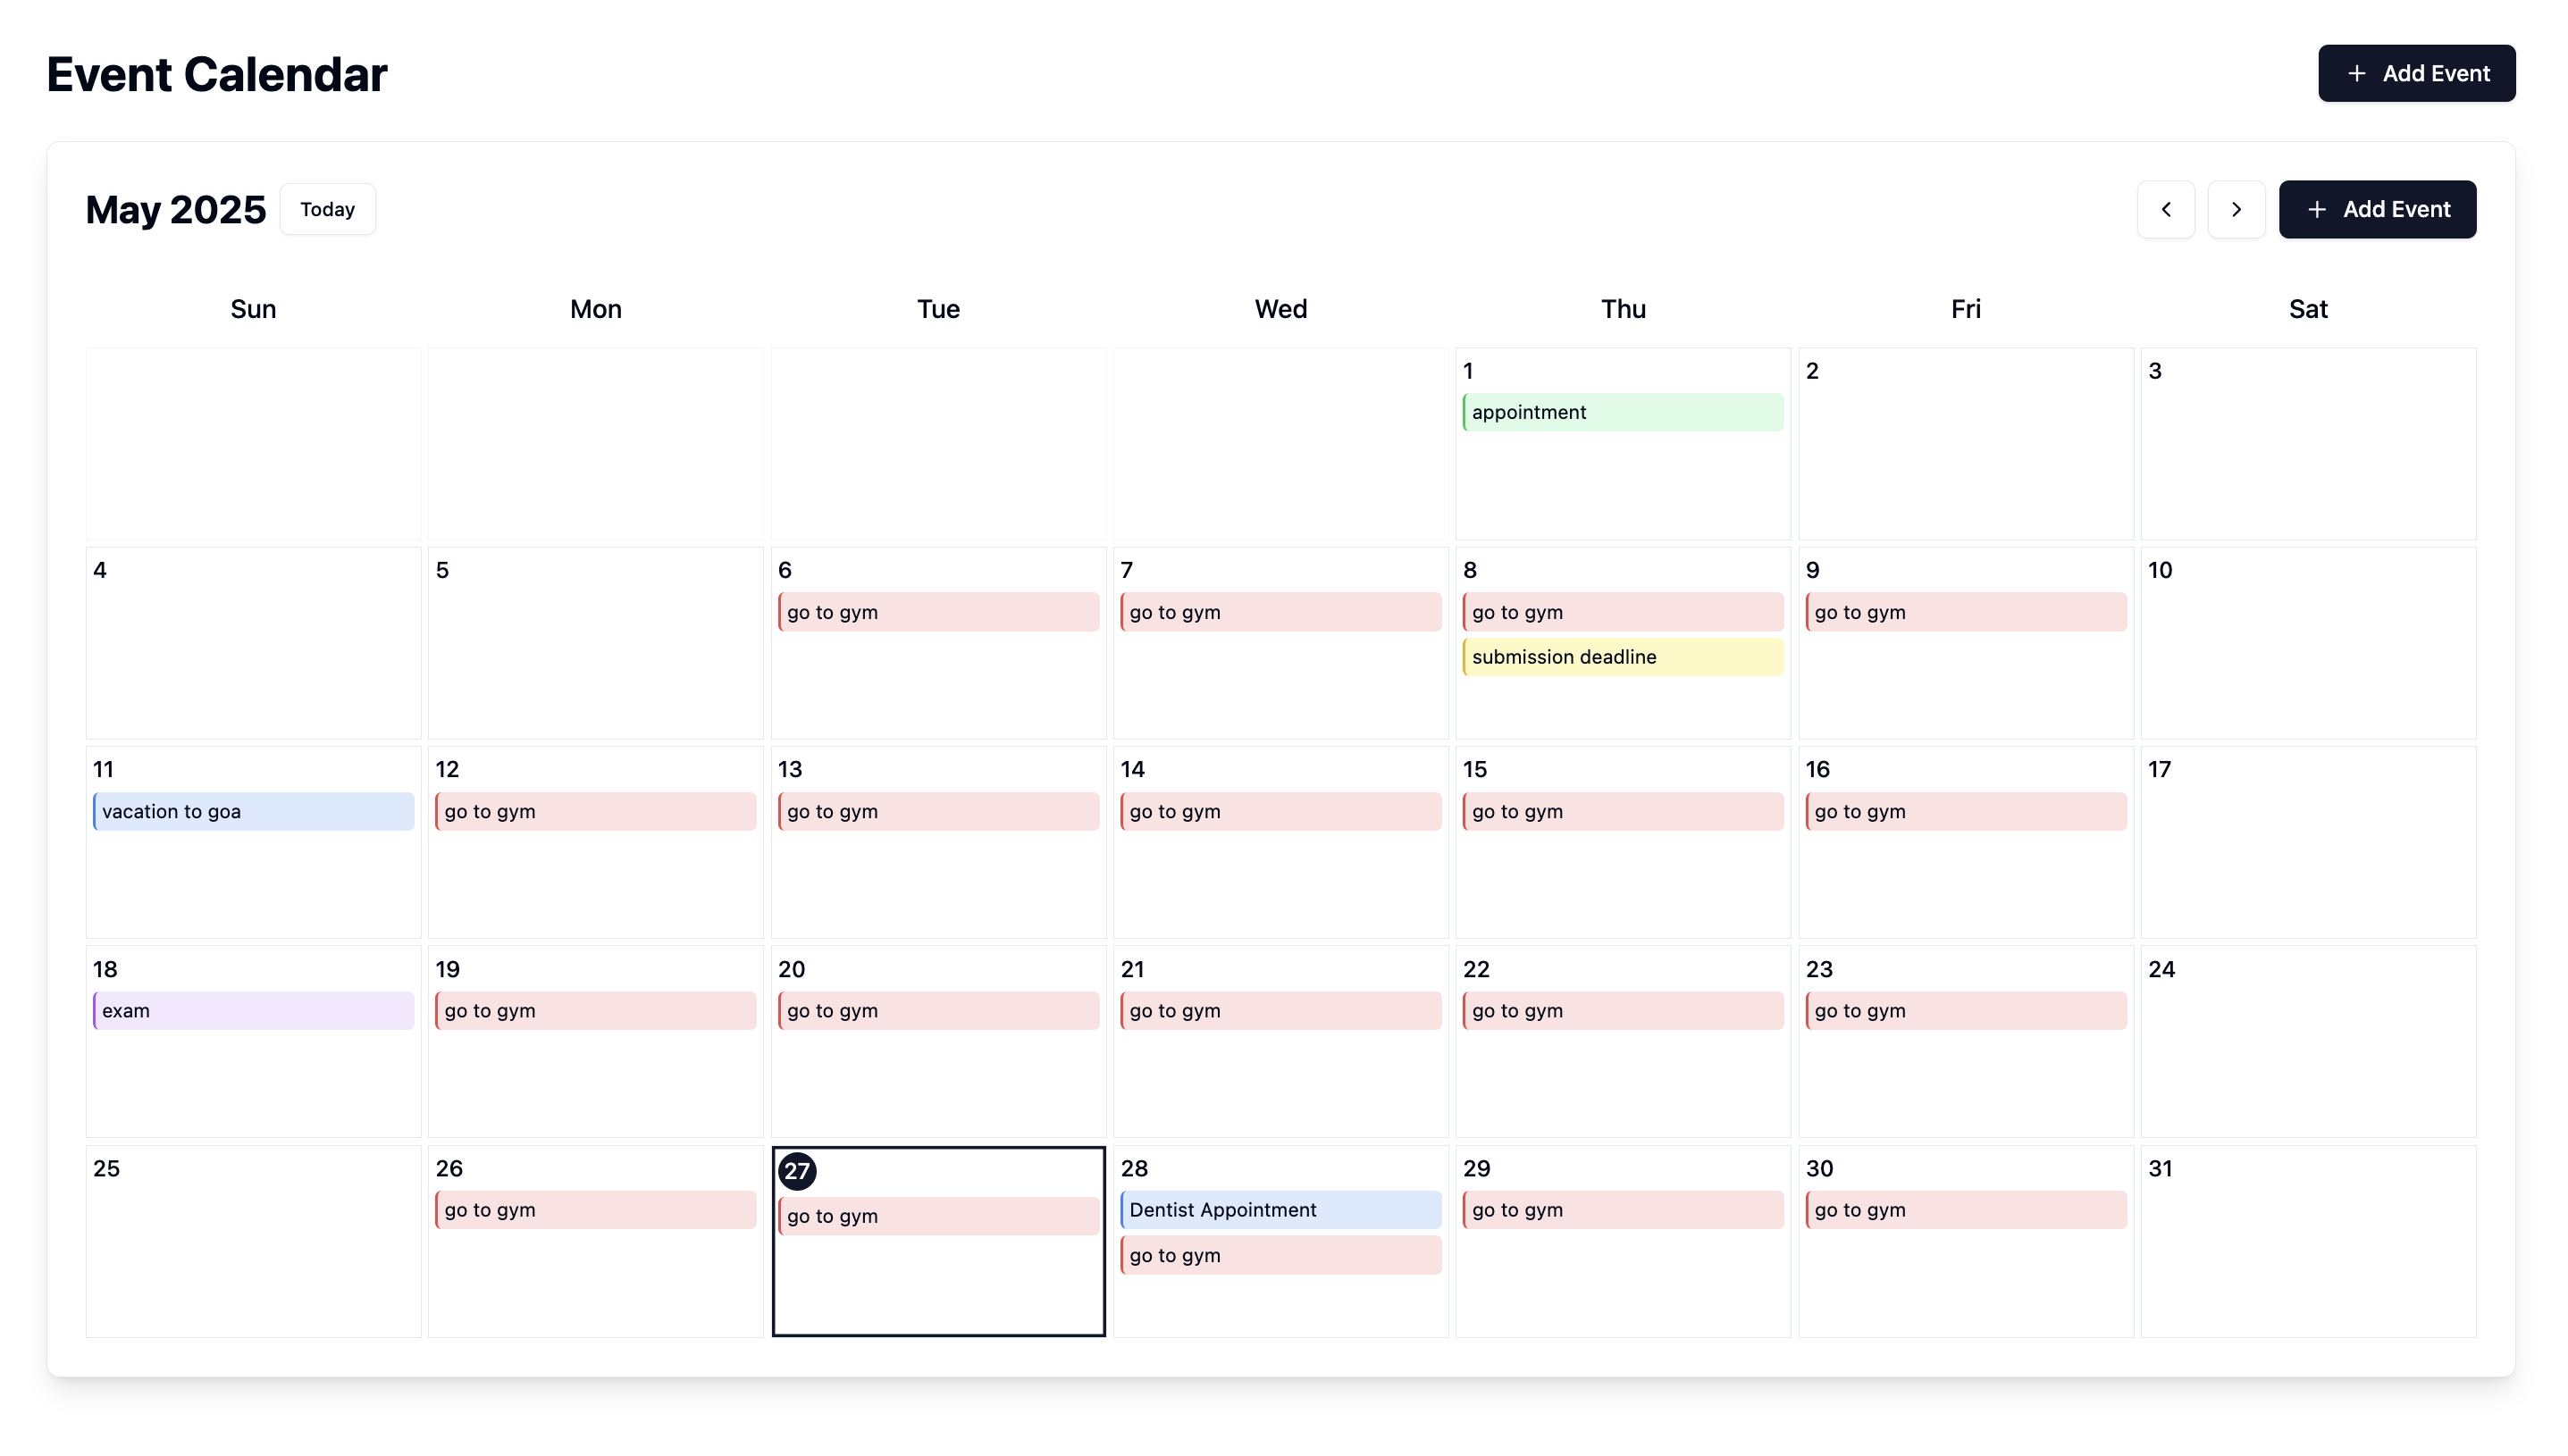 Event Calendar
+ Add Event
May 2025 Today
+ Add Event
Sun Mon Tue Wed Thu Fri Sat
1 2 3
appointment
4 5 6 7 8 9 10
go to gym go to gym go to gym go to gym
submission deadline
11 12 13 14 15 16 17
vacation to goa go to gym go to gym go to gym go to gym go to gym
18 19 20 21 22 23 24
exam go to gym go to gym go to gym go to gym go to gym
25 26 27 28 29 30 31
go to gym go to gym Dentist Appointment go to gym go to gym
go to gym